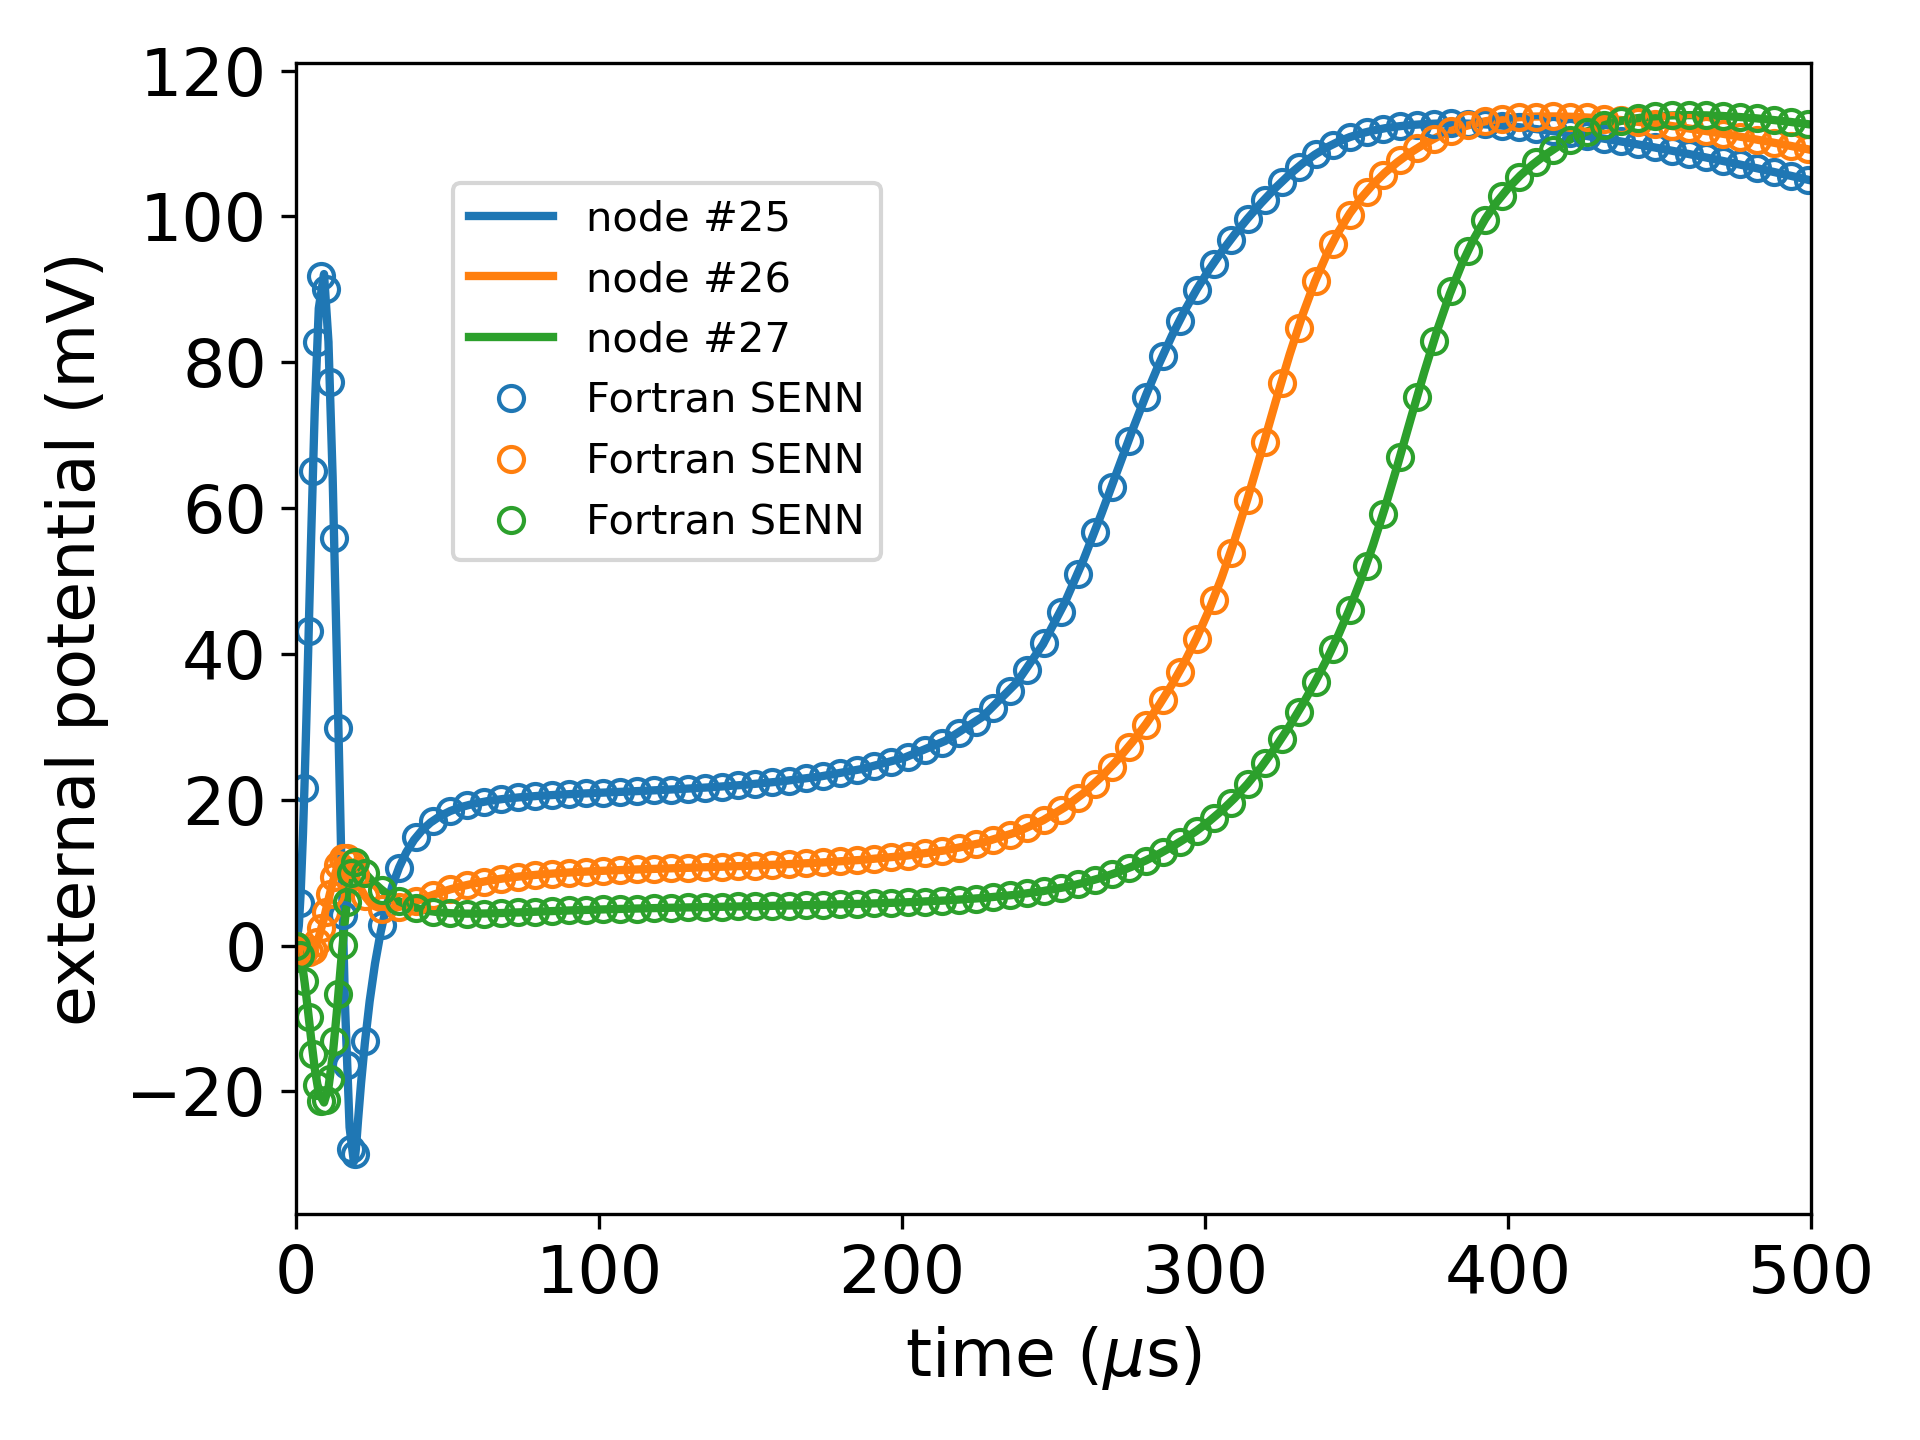 120
100
80
60
40
20
0
−20
external potential (mV)
node #25
node #26
node #27
Fortran SENN
Fortran SENN
Fortran SENN
0 100 200 300 400 500
time (μs)